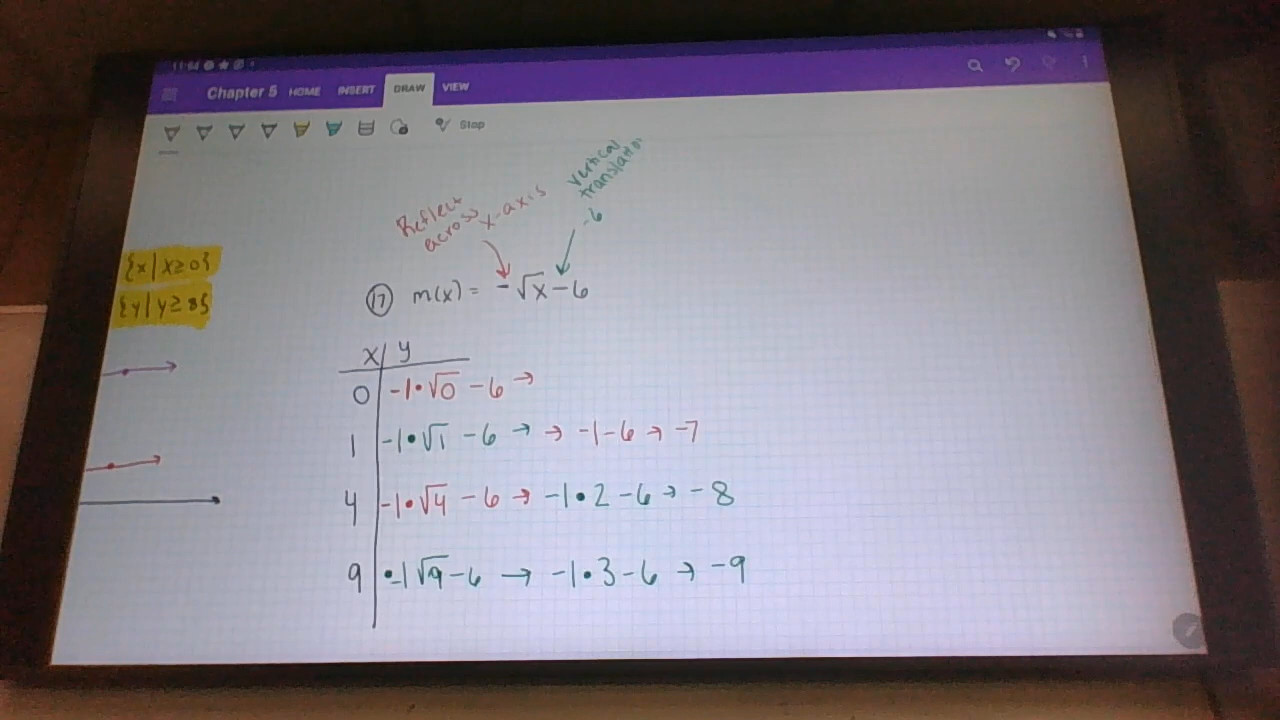 11:04
Chapter 5 HOME INSERT DRAW VIEW
Stop
Reflect across x-axis
vertical translation
-6
{x | x ≥ 0}
{y | y ≥ 8}
17 m(x) = -√x - 6
x | y
0 | -1•√0 - 6 →
1 | -1•√1 - 6 → → -1-6 → -7
4 | -1•√4 - 6 → -1•2 - 6 → -8
9 | •-1√9 - 6 → -1•3 - 6 → -9